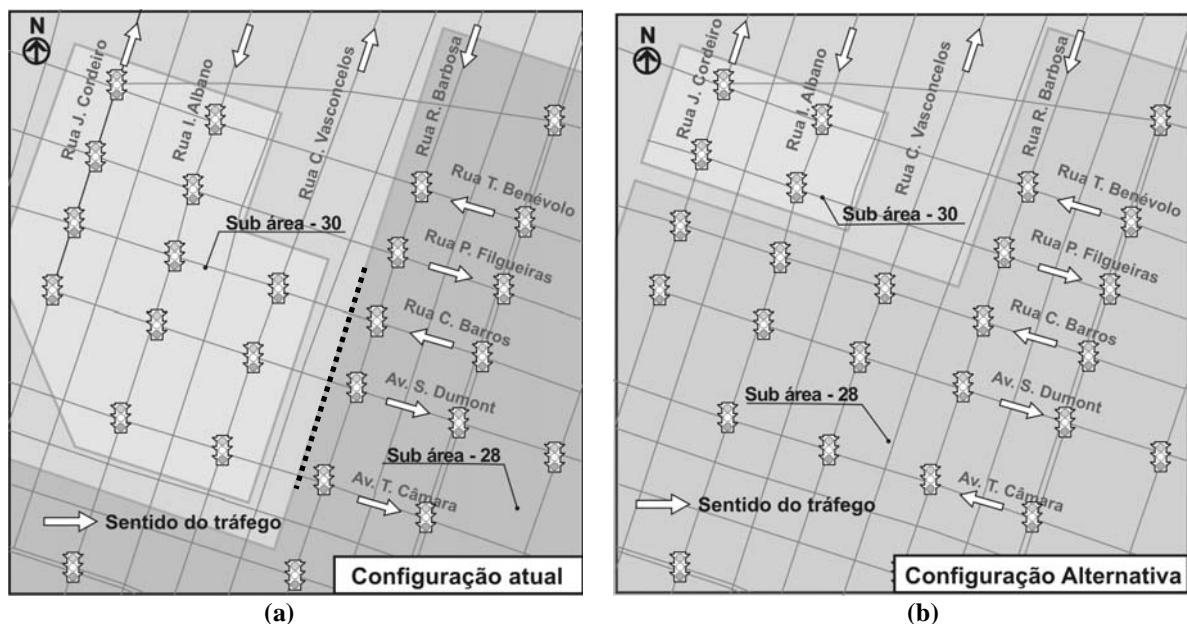 N
Rua J. Cordeiro
Rua I. Albano
Rua C. Vasconcelos
Rua R. Barbosa
Rua T. Benévolo
Sub área - 30
Rua P. Filgueiras
Rua C. Barros
Av. S. Dumont
Sub área - 28
Av. T. Câmara
Sentido do tráfego
Configuração atual
(a)
N
Rua J. Cordeiro
Rua I. Albano
Rua C. Vasconcelos
Rua R. Barbosa
Rua T. Benévolo
Sub área - 30
Rua P. Filgueiras
Rua C. Barros
Av. S. Dumont
Sub área - 28
Av. T. Câmara
Sentido do tráfego
Configuração Alternativa
(b)